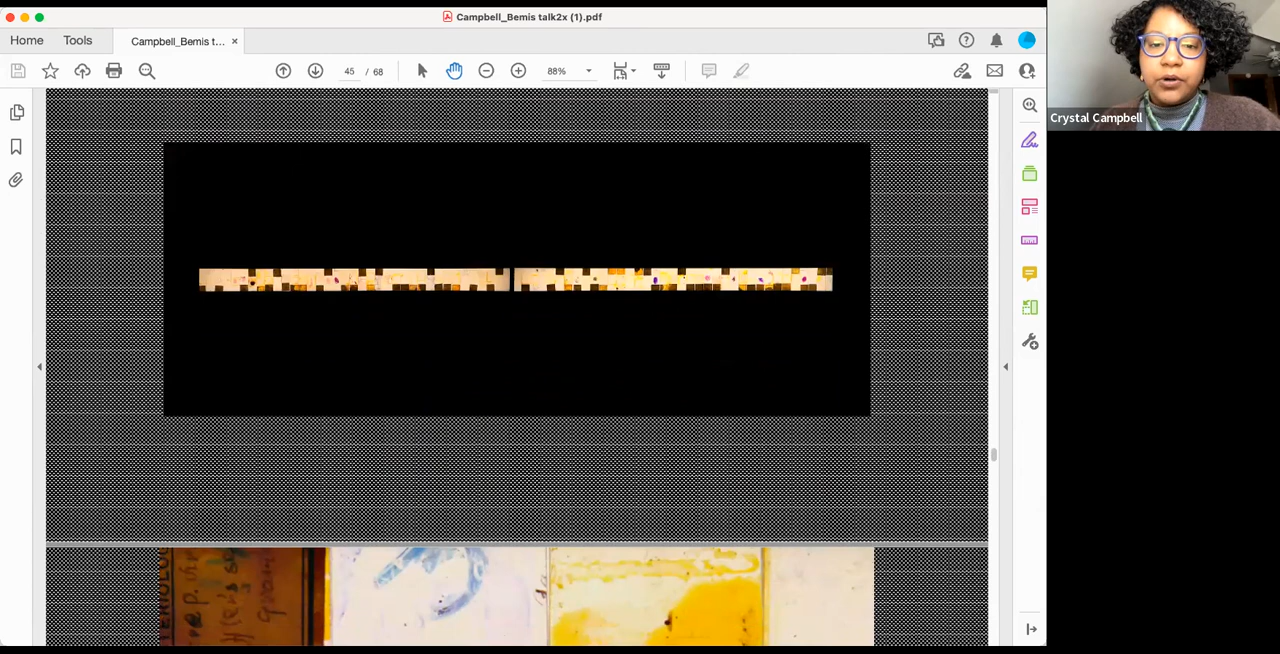 Campbell_Bemis talk2x (1).pdf
Home
Tools
Campbell_Bemis t...
45 / 68
88%
Crystal Campbell